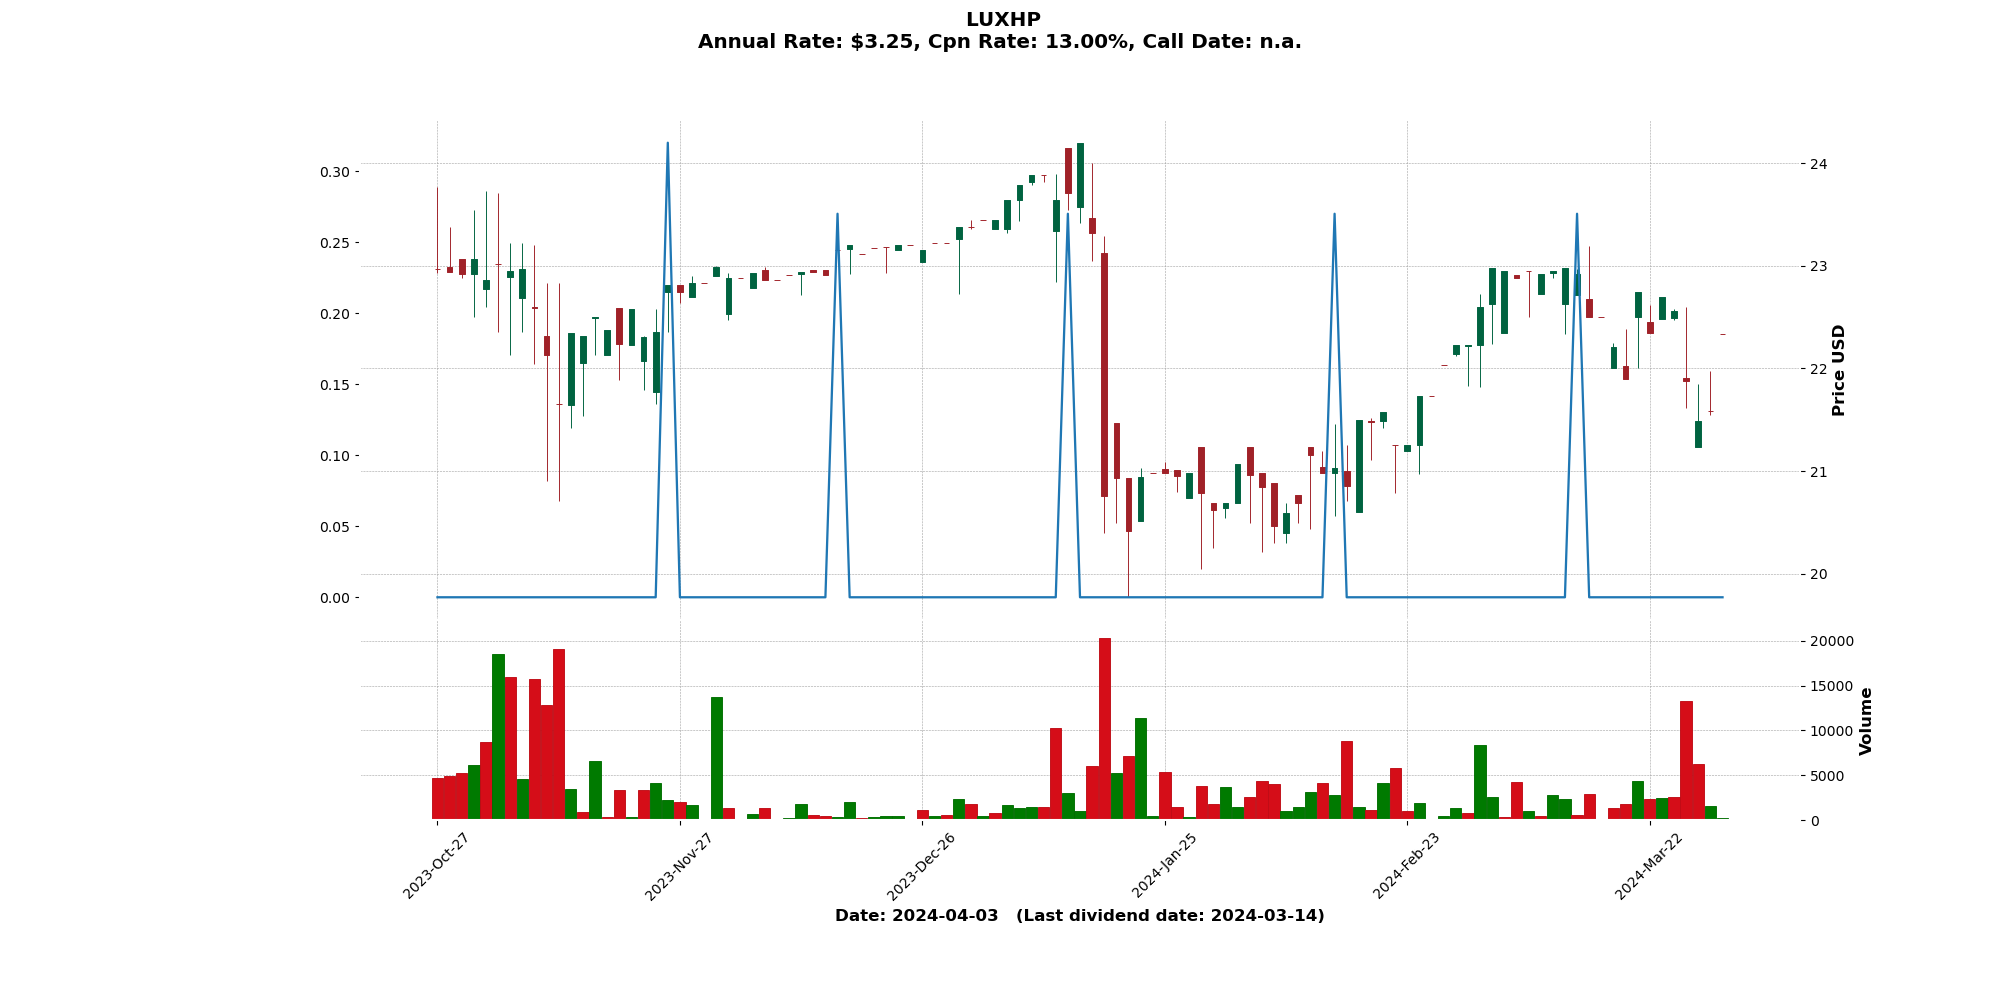 LUXHP
Annual Rate: $3.25, Cpn Rate: 13.00%, Call Date: n.a.
0.30
0.25
0.20
0.15
0.10
0.05
0.00
24
23
22
21
20
Price USD
20000
15000
10000
5000
0
Volume
2023-Oct-27
2023-Nov-27
2023-Dec-26
2024-Jan-25
2024-Feb-23
2024-Mar-22
Date: 2024-04-03   (Last dividend date: 2024-03-14)